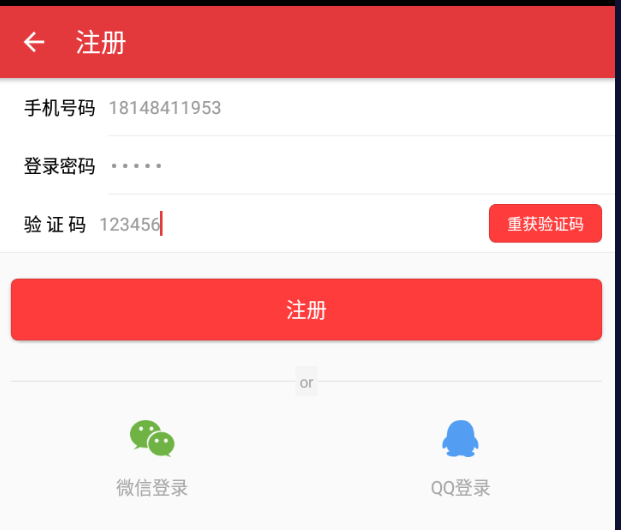 注册
手机号码 18148411953
登录密码 •••••
验证码 123456 重获验证码
注册
or
微信登录 QQ登录